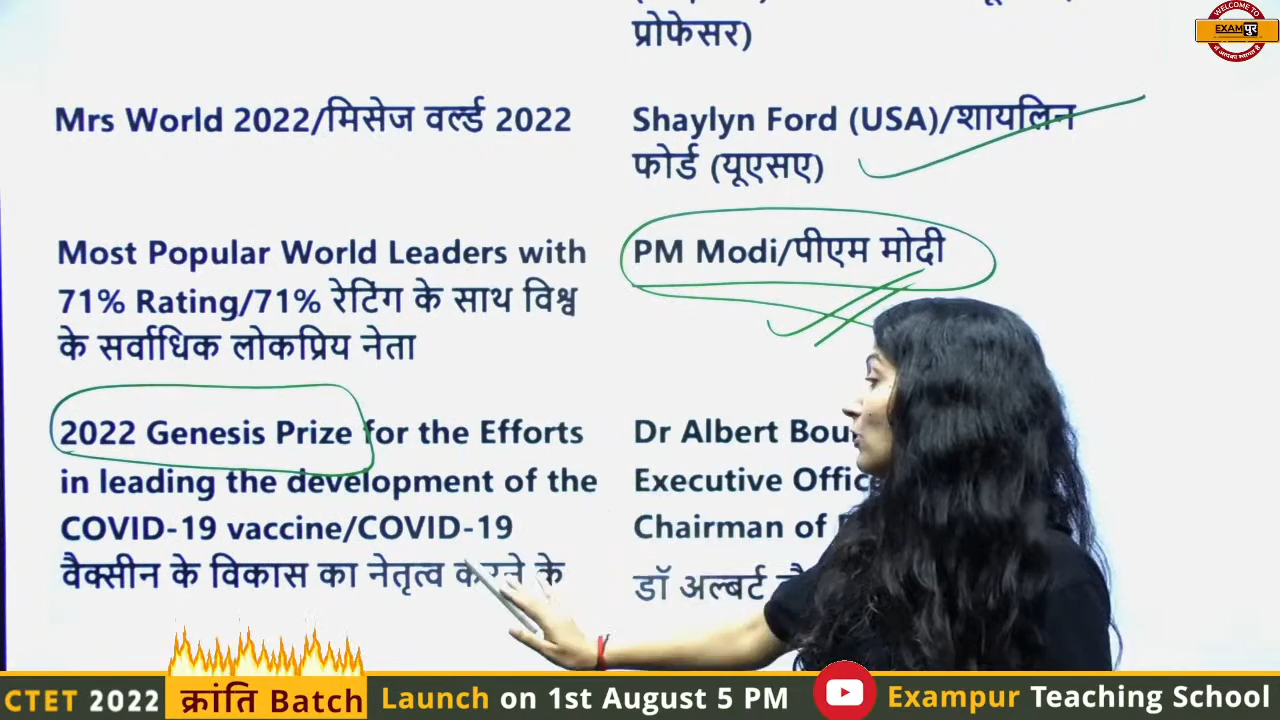 WELCOME TO
EXAMपुर
प्रोफेसर)
Mrs World 2022/मिसेज वर्ल्ड 2022
Shaylyn Ford (USA)/शायलिन
फोर्ड (यूएसए)
Most Popular World Leaders with
71% Rating/71% रेटिंग के साथ विश्व
के सर्वाधिक लोकप्रिय नेता
PM Modi/पीएम मोदी
2022 Genesis Prize for the Efforts
in leading the development of the
COVID-19 vaccine/COVID-19
वैक्सीन के विकास का नेतृत्व करने के
Dr Albert
Executive
Chairman of
डॉ अल्बर्ट
CTET 2022 क्रांति Batch Launch on 1st August 5 PM Exampur Teaching School